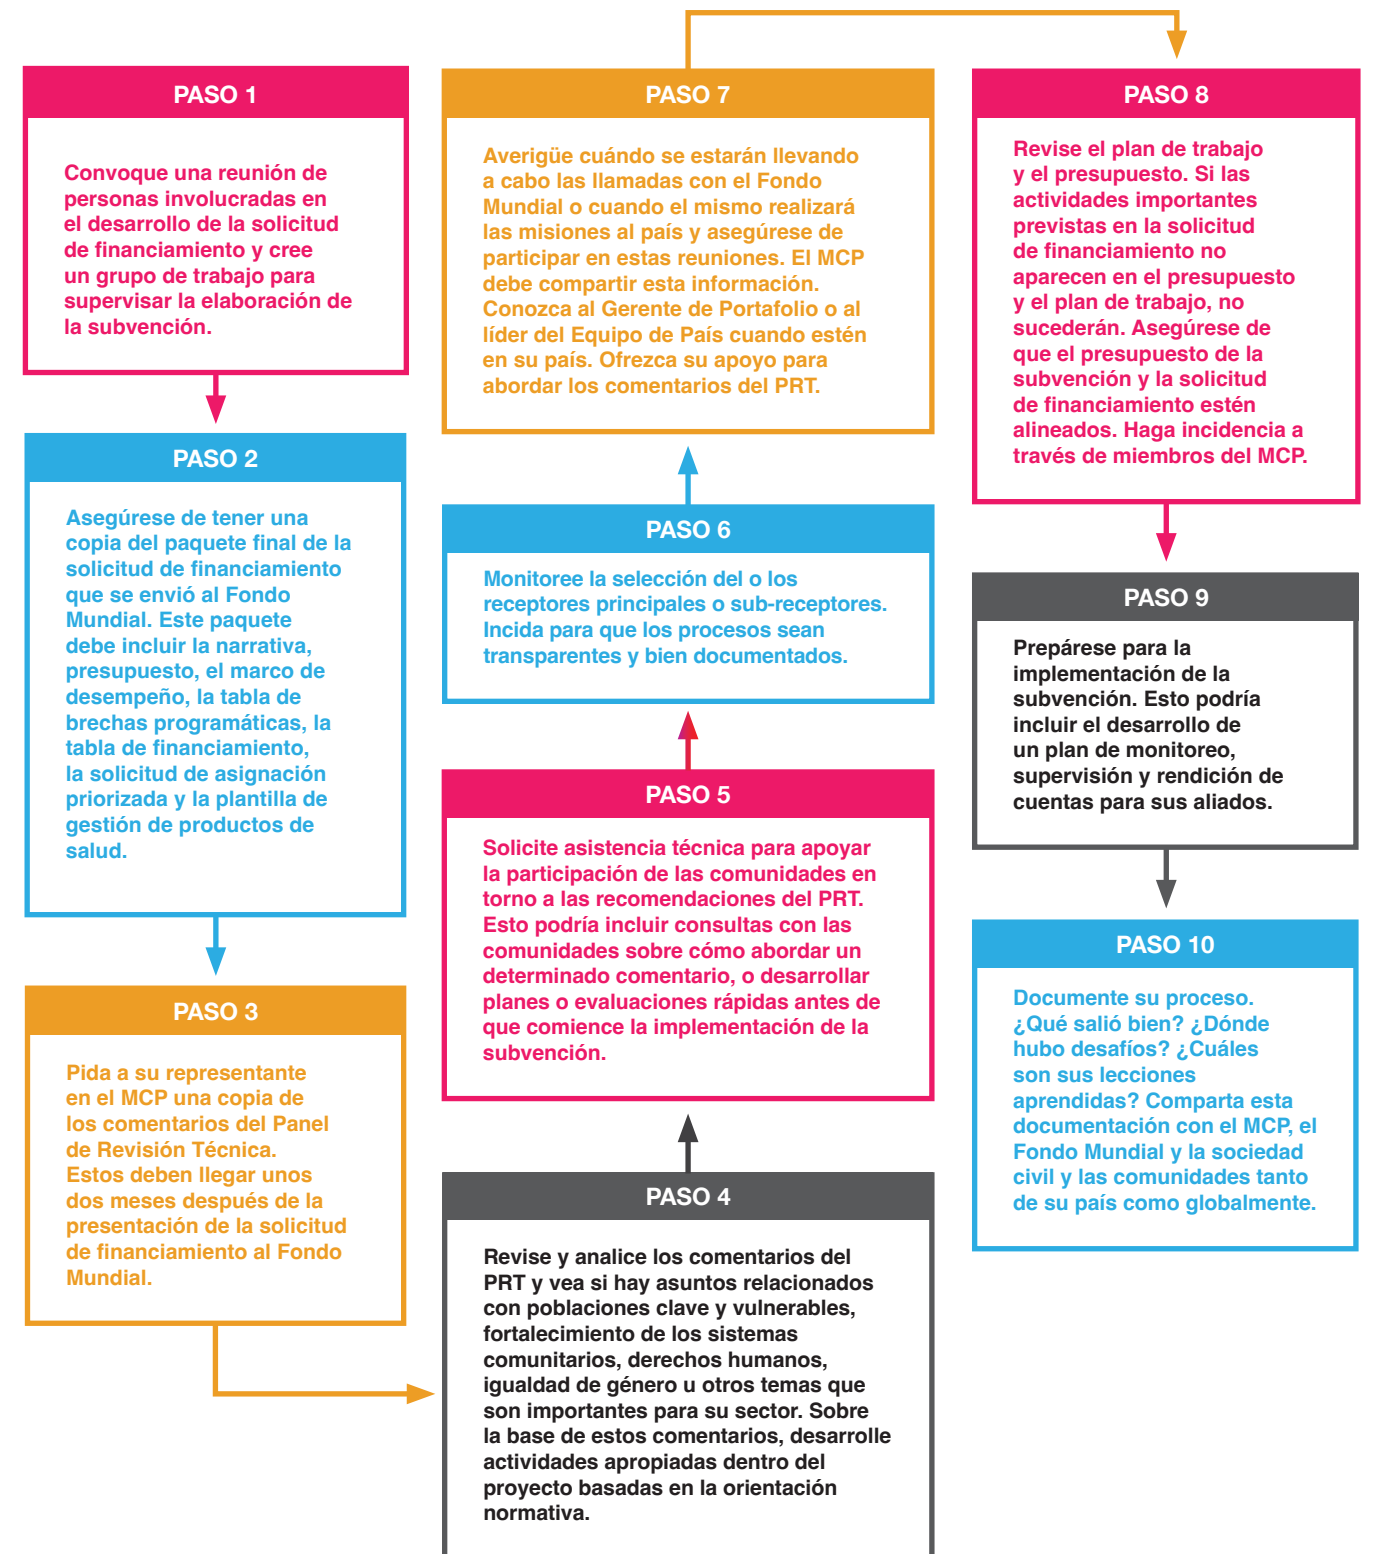 PASO 1
Convoque una reunión de
personas involucradas en
el desarrollo de la solicitud
de financiamiento y cree
un grupo de trabajo para
supervisar la elaboración de
la subvención.
PASO 2
Asegúrese de tener una
copia del paquete final de la
solicitud de financiamiento
que se envió al Fondo
Mundial. Este paquete
debe incluir la narrativa,
presupuesto, el marco de
desempeño, la tabla de
brechas programáticas, la
tabla de financiamiento,
la solicitud de asignación
priorizada y la plantilla de
gestión de productos de
salud.
PASO 3
Pida a su representante
en el MCP una copia de
los comentarios del Panel
de Revisión Técnica.
Estos deben llegar unos
dos meses después de la
presentación de la solicitud
de financiamiento al Fondo
Mundial.
PASO 4
Revise y analice los comentarios del
PRT y vea si hay asuntos relacionados
con poblaciones clave y vulnerables,
fortalecimiento de los sistemas
comunitarios, derechos humanos,
igualdad de género u otros temas que
son importantes para su sector. Sobre
la base de estos comentarios, desarrolle
actividades apropiadas dentro del
proyecto basadas en la orientación
normativa.
PASO 5
Solicite asistencia técnica para apoyar
la participación de las comunidades en
torno a las recomendaciones del PRT.
Esto podría incluir consultas con las
comunidades sobre cómo abordar un
determinado comentario, o desarrollar
planes o evaluaciones rápidas antes de
que comience la implementación de la
subvención.
PASO 6
Monitoree la selección del o los
receptores principales o sub-receptores.
Incida para que los procesos sean
transparentes y bien documentados.
PASO 7
Averigüe cuándo se estarán llevando
a cabo las llamadas con el Fondo
Mundial o cuando el mismo realizará
las misiones al país y asegúrese de
participar en estas reuniones. El MCP
debe compartir esta información.
Conozca al Gerente de Portafolio o al
líder del Equipo de País cuando estén
en su país. Ofrezca su apoyo para
abordar los comentarios del PRT.
PASO 8
Revise el plan de trabajo
y el presupuesto. Si las
actividades importantes
previstas en la solicitud
de financiamiento no
aparecen en el presupuesto
y el plan de trabajo, no
sucederán. Asegúrese de
que el presupuesto de la
subvención y la solicitud
de financiamiento estén
alineados. Haga incidencia a
través de miembros del MCP.
PASO 9
Prepárese para la
implementación de la
subvención. Esto podría
incluir el desarrollo de
un plan de monitoreo,
supervisión y rendición de
cuentas para sus aliados.
PASO 10
Documente su proceso.
¿Qué salió bien? ¿Dónde
hubo desafíos? ¿Cuáles
son sus lecciones
aprendidas? Comparta esta
documentación con el MCP, el
Fondo Mundial y la sociedad
civil y las comunidades tanto
de su país como globalmente.